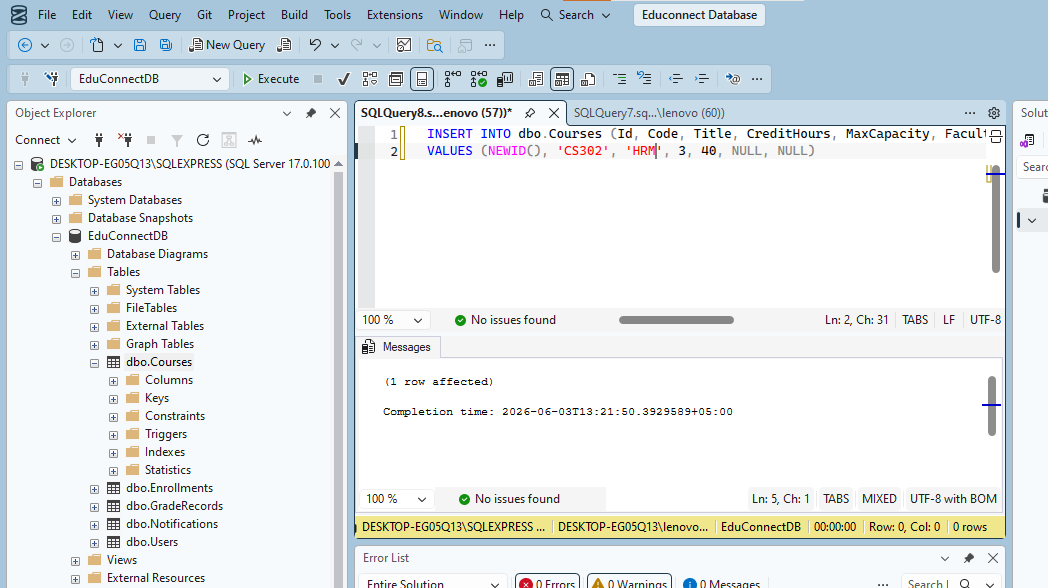 File Edit View Query Git Project Build Tools Extensions Window Help Search Educonnect Database
New Query
EduConnectDB Execute
Object Explorer
Connect
DESKTOP-EG05Q13\SQLEXPRESS (SQL Server 17.0.100
Databases
System Databases
Database Snapshots
EduConnectDB
Database Diagrams
Tables
System Tables
FileTables
External Tables
Graph Tables
dbo.Courses
Columns
Keys
Constraints
Triggers
Indexes
Statistics
dbo.Enrollments
dbo.GradeRecords
dbo.Notifications
dbo.Users
Views
External Resources
SQLQuery8.s...enovo (57))* SQLQuery7.sq...\lenovo (60))
1 INSERT INTO dbo.Courses (Id, Code, Title, CreditHours, MaxCapacity, Facult
2 VALUES (NEWID(), 'CS302', 'HRM', 3, 40, NULL, NULL)
100 % No issues found Ln: 2, Ch: 31 TABS LF UTF-8
Messages
(1 row affected)
Completion time: 2026-06-03T13:21:50.3929589+05:00
100 % No issues found Ln: 5, Ch: 1 TABS MIXED UTF-8 with BOM
DESKTOP-EG05Q13\SQLEXPRESS ... DESKTOP-EG05Q13\lenovo... EduConnectDB 00:00:00 Row: 0, Col: 0 0 rows
Error List
Entire Solution 0 Errors 0 Warnings 0 Messages Search
Solut
Sear